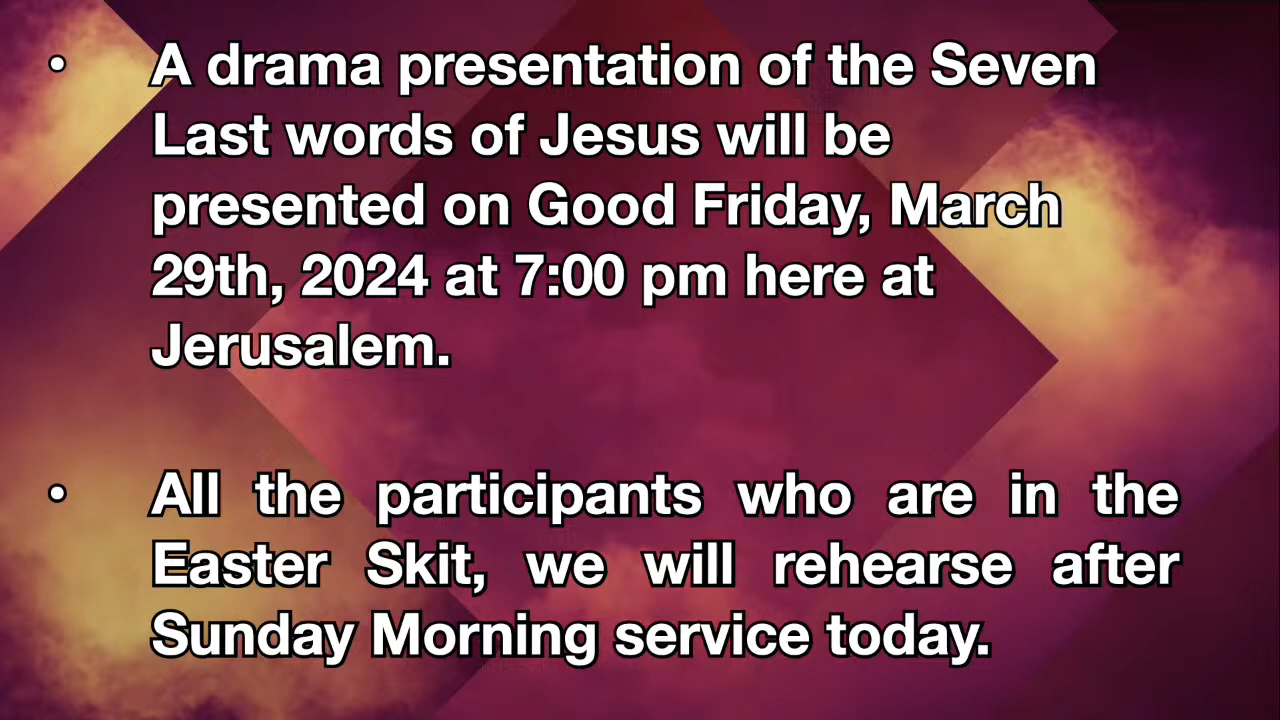 • A drama presentation of the Seven
Last words of Jesus will be
presented on Good Friday, March
29th, 2024 at 7:00 pm here at
Jerusalem.
• All the participants who are in the
Easter Skit, we will rehearse after
Sunday Morning service today.